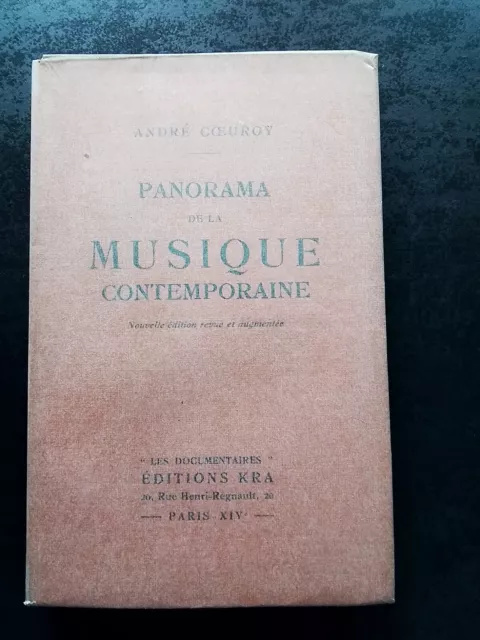 ANDRÉ CŒUROY
PANORAMA
DE LA
MUSIQUE
CONTEMPORAINE
Nouvelle édition revue et augmentée
" LES DOCUMENTAIRES "
ÉDITIONS KRA
20, Rue Henri-Regnault, 20
— PARIS-XIVᵉ —